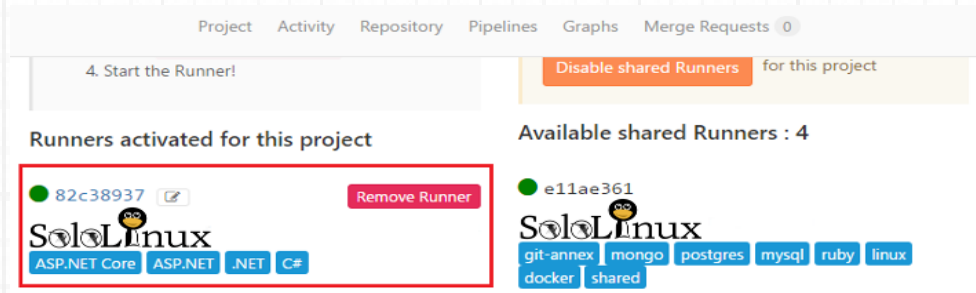 Project Activity Repository Pipelines Graphs Merge Requests 0
4. Start the Runner!
Disable shared Runners for this project
Runners activated for this project
82c38937
Remove Runner
SoloLinux
ASP.NET Core ASP.NET .NET C#
Available shared Runners : 4
e11ae361
SoloLinux
git-annex mongo postgres mysql ruby linux
docker shared